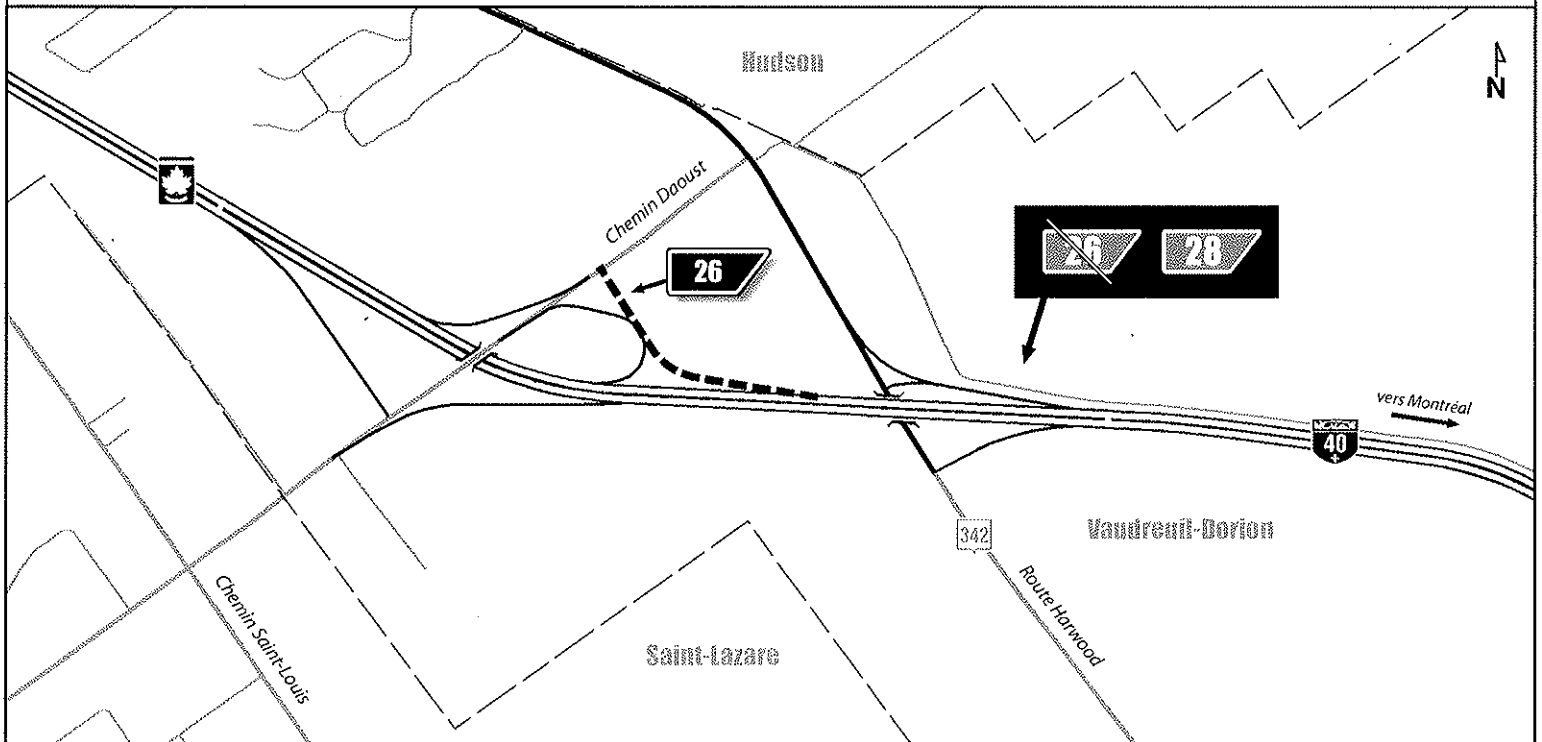 Hudson
N
Chemin Daoust
26
26 28
vers Montréal
40
342
Vaudreuil-Dorion
Route Harwood
Chemin Saint-Louis
Saint-Lazare